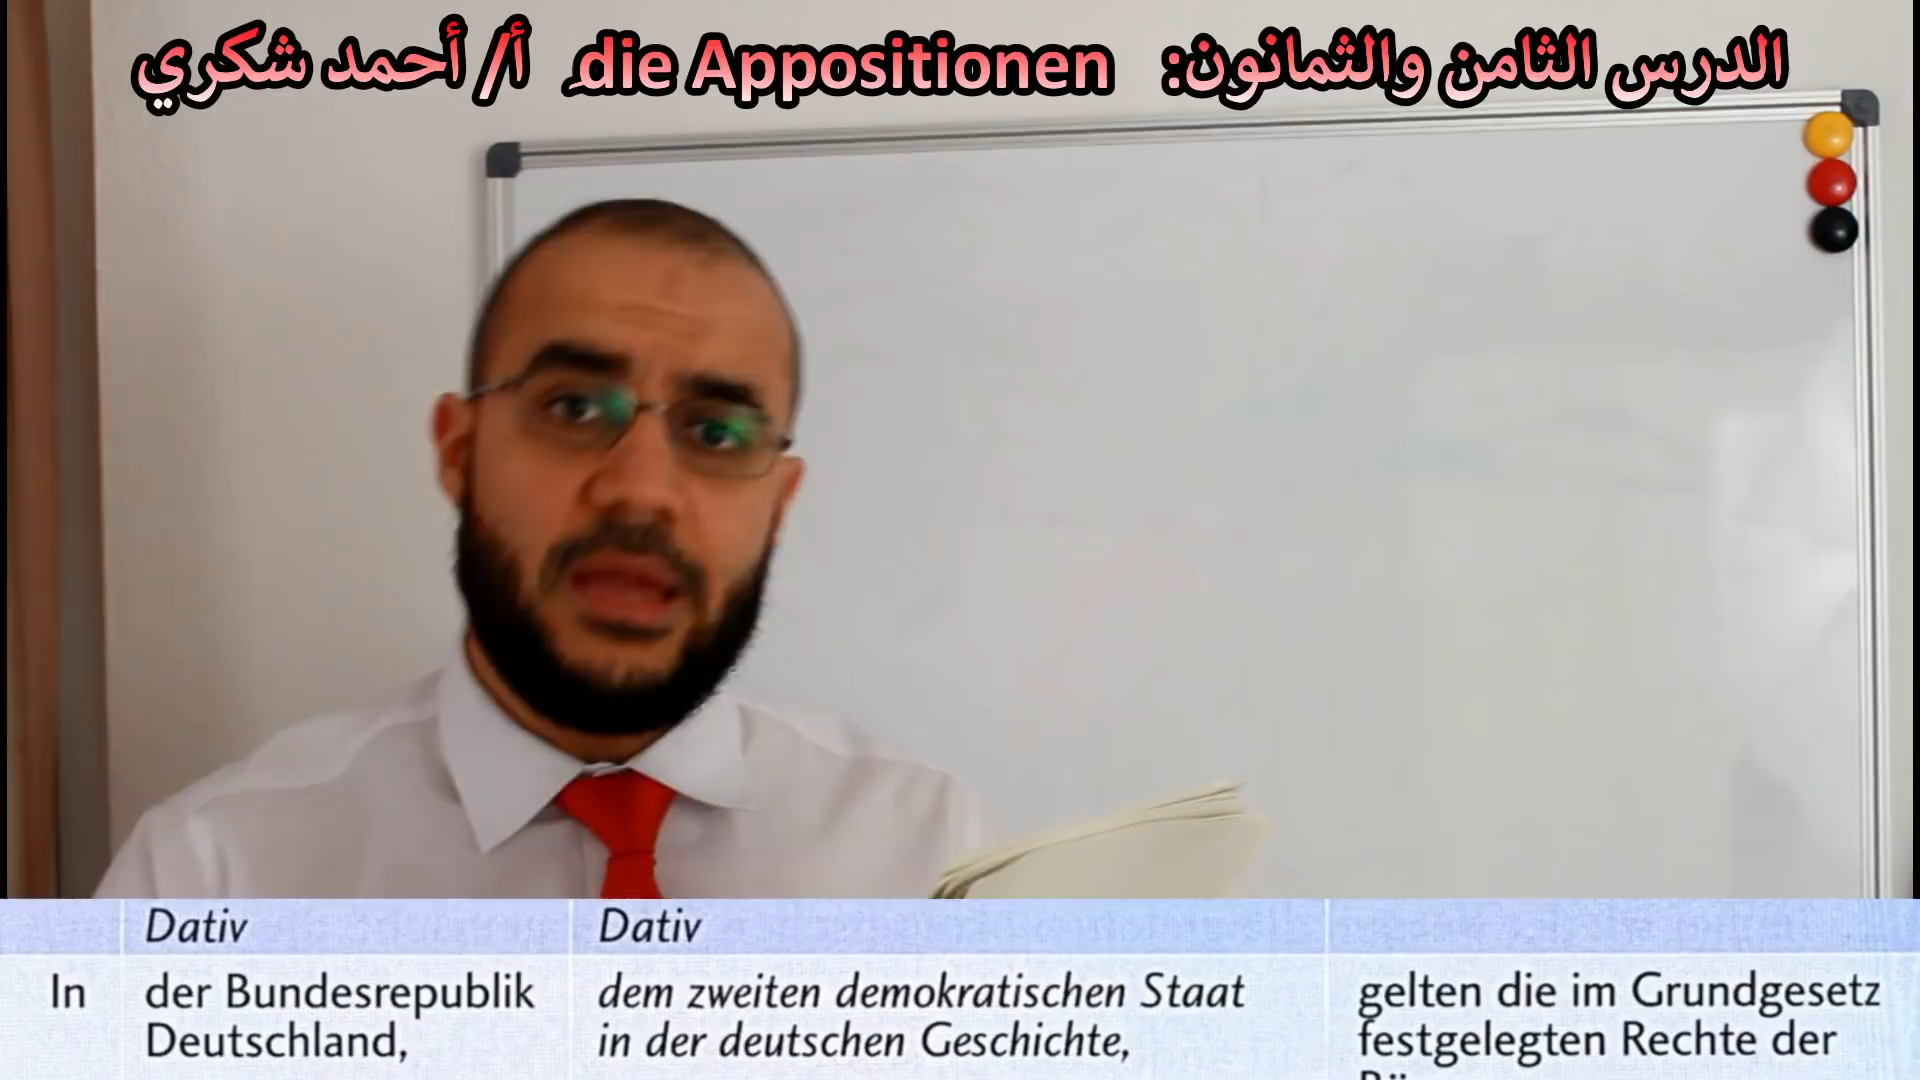 الدرس الثامن والثمانون: die Appositionen أ/ أحمد شكري
Dativ Dativ
In der Bundesrepublik dem zweiten demokratischen Staat gelten die im Grundgesetz
Deutschland, in der deutschen Geschichte, festgelegten Rechte der